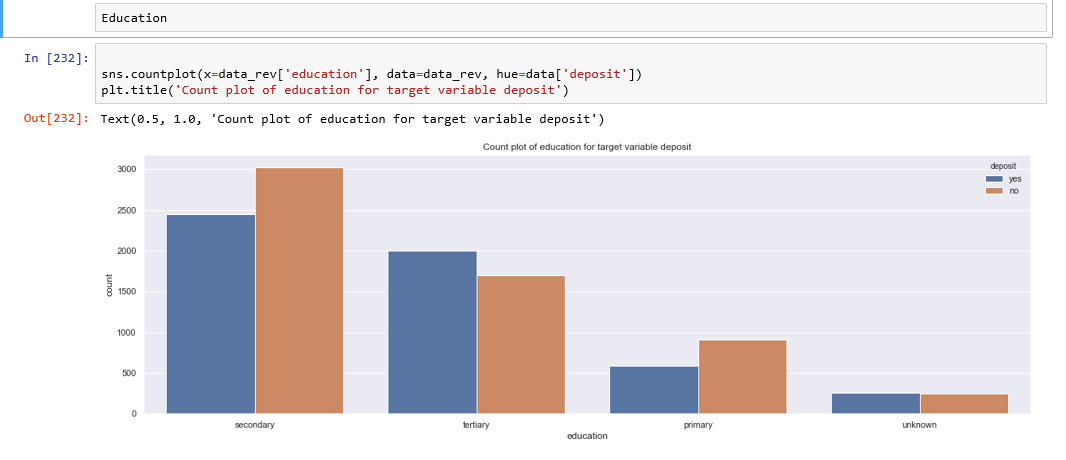 Education
In [232]:
sns.countplot(x=data_rev['education'], data=data_rev, hue=data['deposit'])
plt.title('Count plot of education for target variable deposit')
Out[232]: Text(0.5, 1.0, 'Count plot of education for target variable deposit')
Count plot of education for target variable deposit
deposit
yes
no
3000
2500
2000
1500
1000
500
0
count
secondary tertiary primary unknown
education